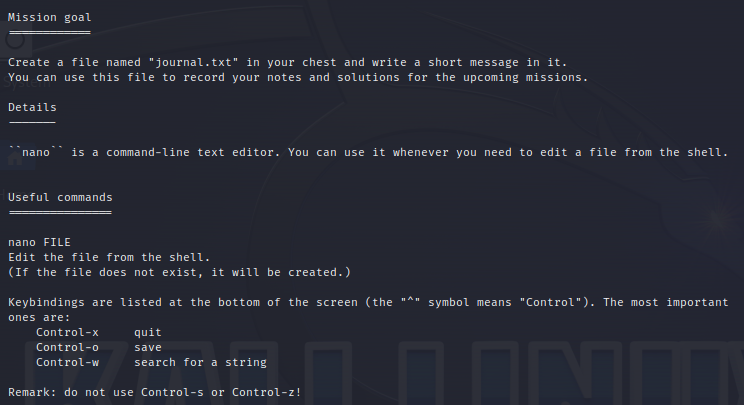 Mission goal
============
Create a file named "journal.txt" in your chest and write a short message in it.
You can use this file to record your notes and solutions for the upcoming missions.
Details
-------
``nano`` is a command-line text editor. You can use it whenever you need to edit a file from the shell.
Useful commands
===============
nano FILE
Edit the file from the shell.
(If the file does not exist, it will be created.)
Keybindings are listed at the bottom of the screen (the "^" symbol means "Control"). The most important
ones are:
    Control-x     quit
    Control-o     save
    Control-w     search for a string
Remark: do not use Control-s or Control-z!